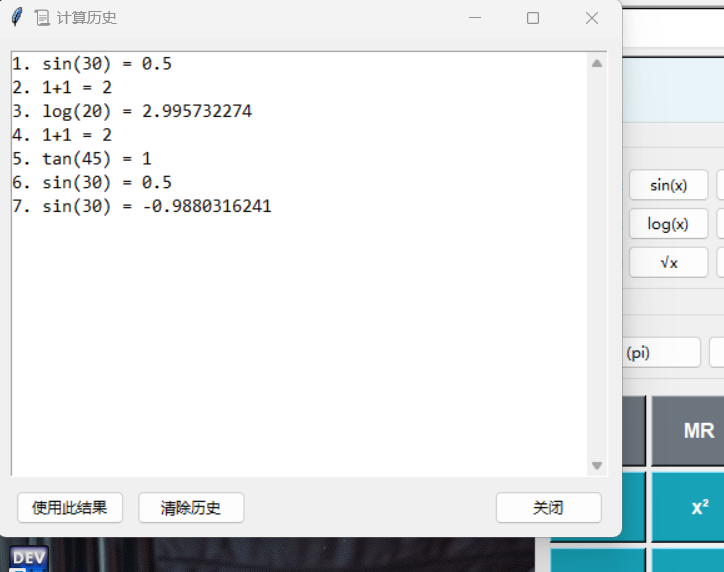 计算历史
1. sin(30) = 0.5
2. 1+1 = 2
3. log(20) = 2.995732274
4. 1+1 = 2
5. tan(45) = 1
6. sin(30) = 0.5
7. sin(30) = -0.9880316241
使用此结果
清除历史
关闭
sin(x)
log(x)
√x
(pi)
MR
x²
DEV